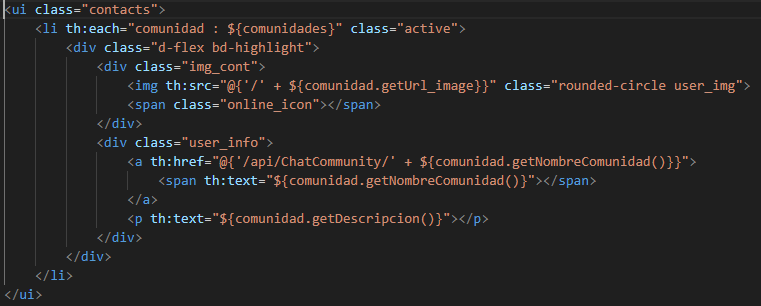 <ui class="contacts">
<li th:each="comunidad : ${comunidades}" class="active">
<div class="d-flex bd-highlight">
<div class="img_cont">
<img th:src="@{'/' + ${comunidad.getUrl_image}}" class="rounded-circle user_img">
<span class="online_icon"></span>
</div>
<div class="user_info">
<a th:href="@{'/api/ChatCommunity/' + ${comunidad.getNombreComunidad()}}">
<span th:text="${comunidad.getNombreComunidad()}"></span>
</a>
<p th:text="${comunidad.getDescripcion()}"></p>
</div>
</div>
</li>
</ui>